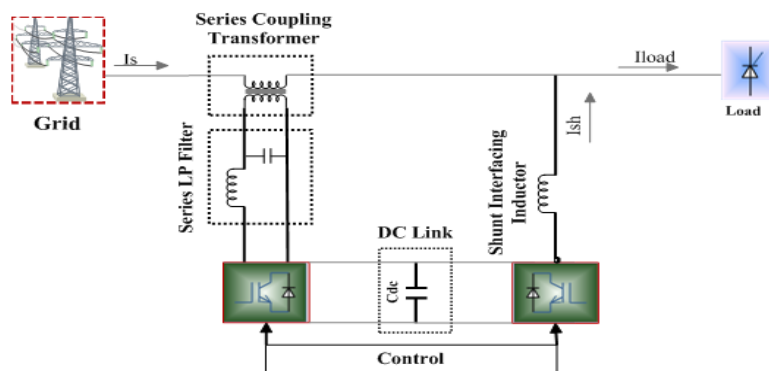 Series Coupling
Transformer
Is
Iload
Grid
Load
Ish
Series LP Filter
Shunt Interfacing
Inductor
DC Link
Cdc
Control